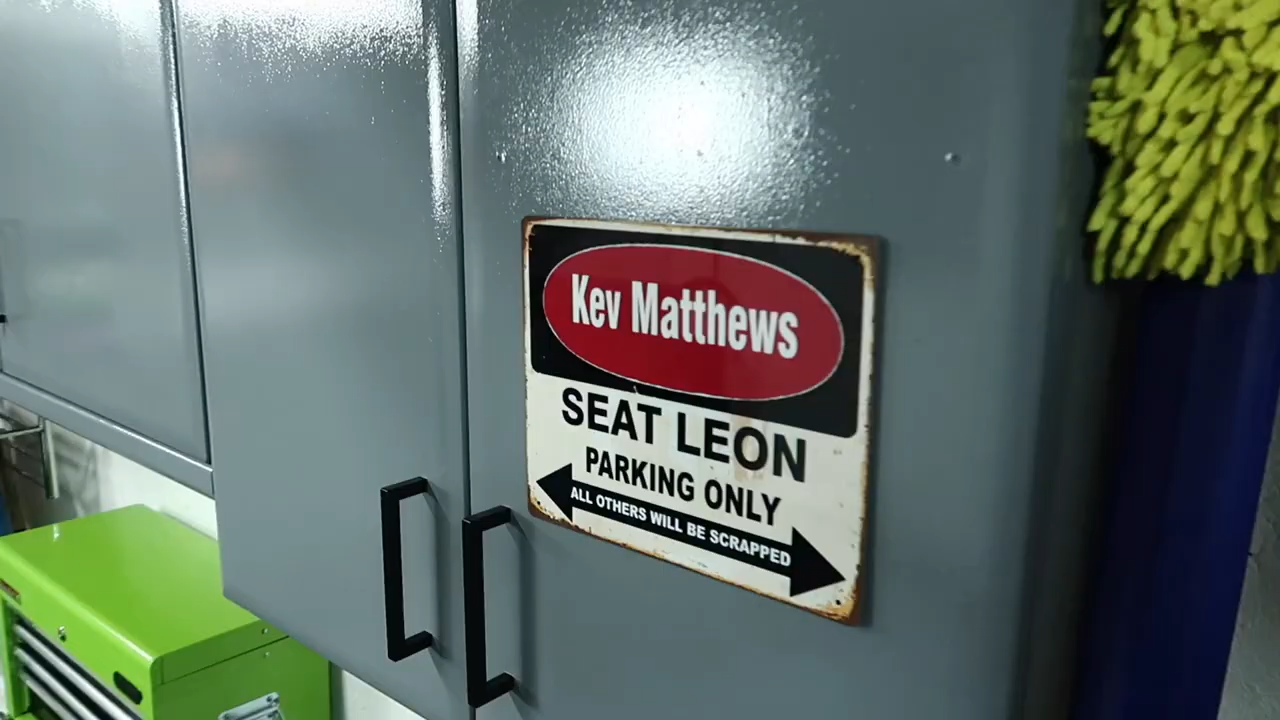 Kev Matthews
SEAT LEON
PARKING ONLY
ALL OTHERS WILL BE SCRAPPED